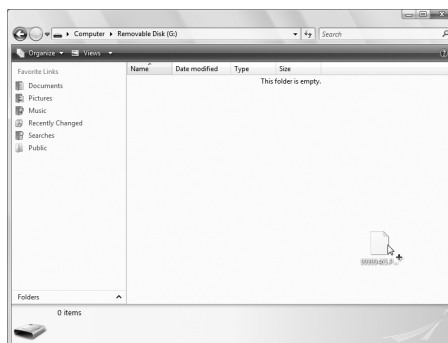 Computer ▸ Removable Disk (G:)
Search
Organize
Views
Favorite Links
Documents
Pictures
Music
Recently Changed
Searches
Public
Name
Date modified
Type
Size
This folder is empty.
Folders
0 items